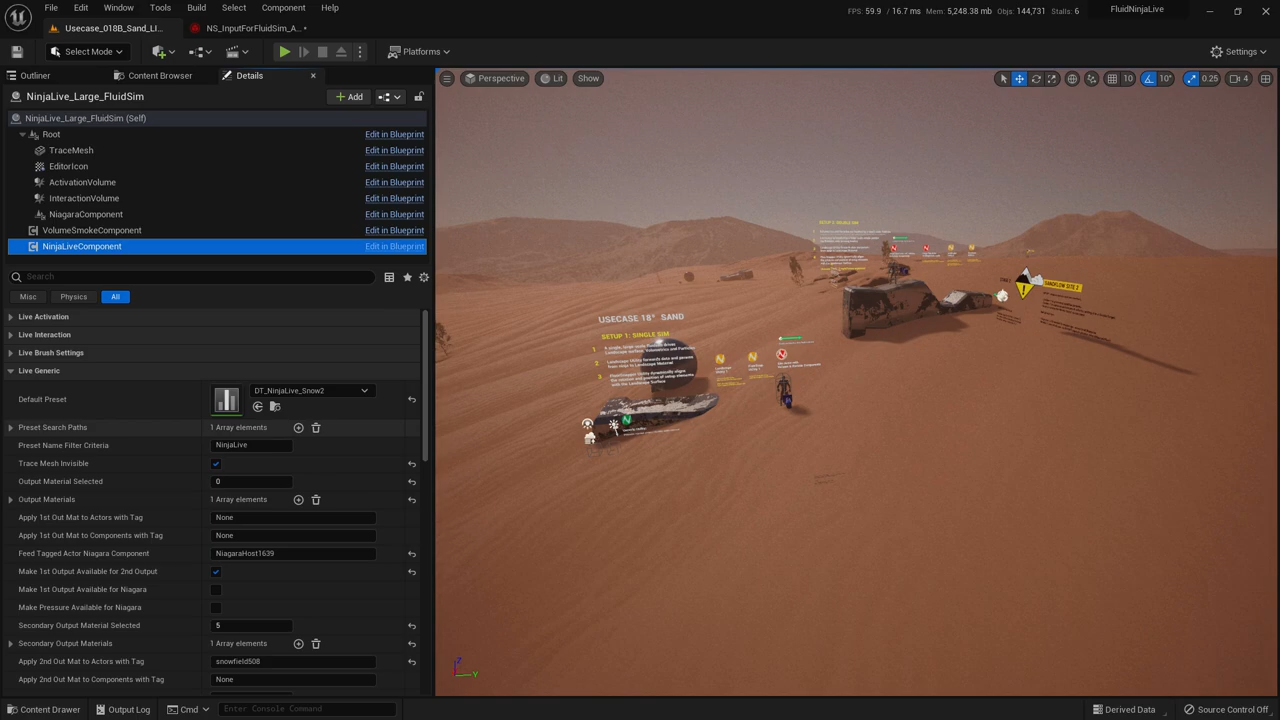 File Edit Window Tools Build Select Component Help
FPS: 59.9 / 16.7 ms Mem: 5,248.38 mb Objs: 144,731 Stalls: 6
FluidNinjaLive
Usecase_018B_Sand_LI...
NS_InputForFluidSim_A...
Select Mode
Platforms
Settings
Outliner
Content Browser
Details
Perspective
Lit
Show
10
10°
0.25
4
NinjaLive_Large_FluidSim
Add
NinjaLive_Large_FluidSim (Self)
Root Edit in Blueprint
TraceMesh Edit in Blueprint
EditorIcon Edit in Blueprint
ActivationVolume Edit in Blueprint
InteractionVolume Edit in Blueprint
NiagaraComponent Edit in Blueprint
VolumeSmokeComponent Edit in Blueprint
NinjaLiveComponent Edit in Blueprint
Search
Misc Physics All
Live Activation
Live Interaction
Live Brush Settings
Live Generic
Default Preset DT_NinjaLive_Snow2
Preset Search Paths 1 Array elements
Preset Name Filter Criteria NinjaLive
Trace Mesh Invisible
Output Material Selected 0
Output Materials 1 Array elements
Apply 1st Out Mat to Actors with Tag None
Apply 1st Out Mat to Components with Tag None
Feed Tagged Actor Niagara Component NiagaraHost1639
Make 1st Output Available for 2nd Output
Make 1st Output Available for Niagara
Make Pressure Available for Niagara
Secondary Output Material Selected 5
Secondary Output Materials 1 Array elements
Apply 2nd Out Mat to Actors with Tag snowfield508
Apply 2nd Out Mat to Components with Tag None
USECASE 18° SAND
SETUP 1: SINGLE SIM
SANDFLOW SITE 2
Z
Y
Content Drawer
Output Log
Cmd
Enter Console Command
Derived Data
Source Control Off